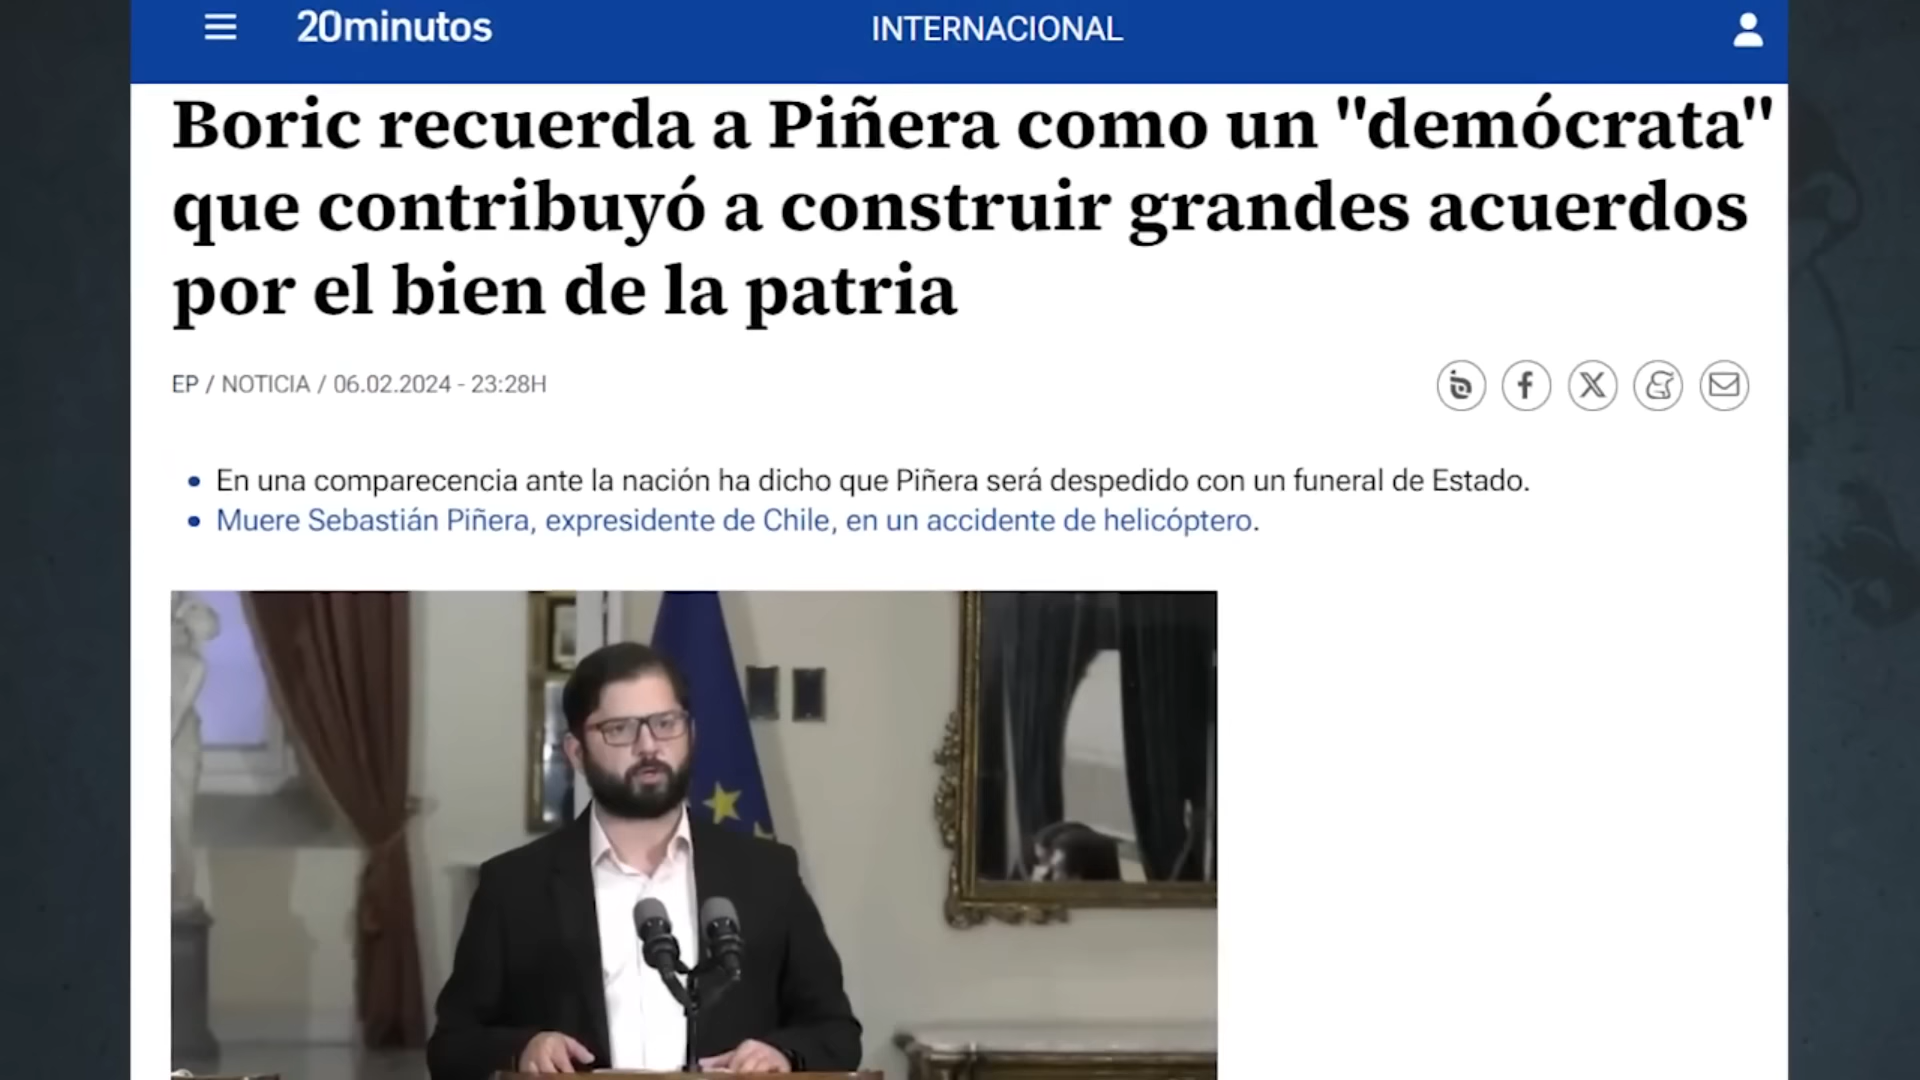 20minutos
INTERNACIONAL
Boric recuerda a Piñera como un "demócrata"
que contribuyó a construir grandes acuerdos
por el bien de la patria
EP / NOTICIA / 06.02.2024 - 23:28H
En una comparecencia ante la nación ha dicho que Piñera será despedido con un funeral de Estado.
Muere Sebastián Piñera, expresidente de Chile, en un accidente de helicóptero.